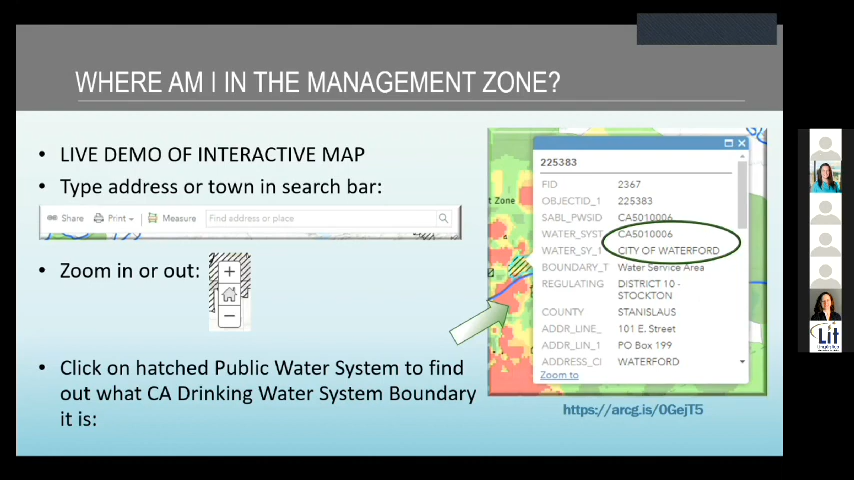 WHERE AM I IN THE MANAGEMENT ZONE?
• LIVE DEMO OF INTERACTIVE MAP
• Type address or town in search bar:
Share Print Measure Find address or place
• Zoom in or out:
+
−
• Click on hatched Public Water System to find
out what CA Drinking Water System Boundary
it is:
t Zone
225383
FID 2367
OBJECTID_1 225383
SABL_PWSID CA5010006
WATER_SYST CA5010006
WATER_SY_1 CITY OF WATERFORD
BOUNDARY_T Water Service Area
REGULATING DISTRICT 10 -
STOCKTON
COUNTY STANISLAUS
ADDR_LINE_ 101 E. Street
ADDR_LIN_1 PO Box 199
ADDRESS_CI WATERFORD
Zoom to
https://arcg.is/0GejT5
Lit